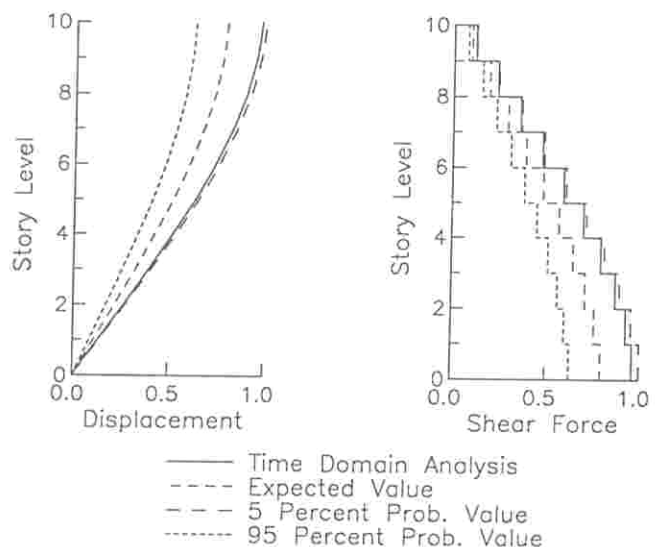 10
8
6
4
2
0
Story Level
0.0 0.5 1.0
Displacement
10
8
6
4
2
0
Story Level
0.0 0.5 1.0
Shear Force
Time Domain Analysis
Expected Value
5 Percent Prob. Value
95 Percent Prob. Value